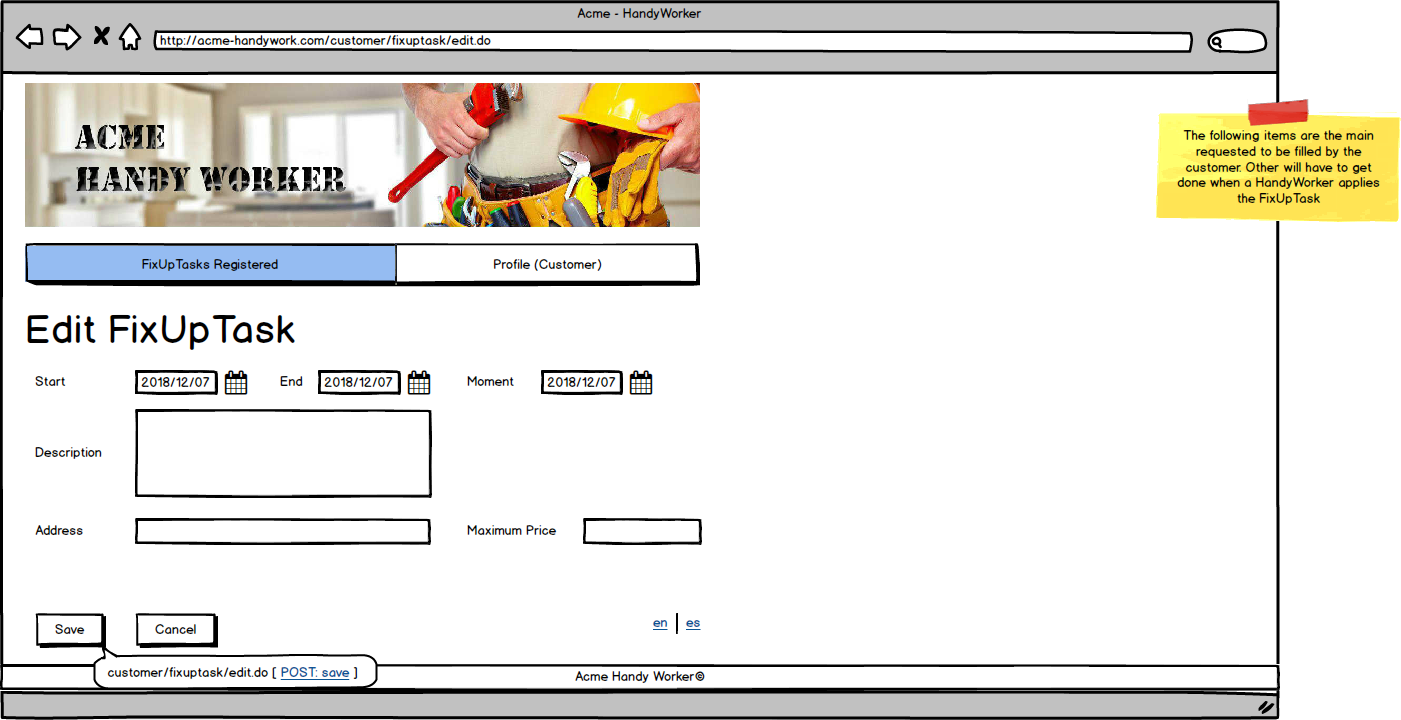 Acme - HandyWorker
http://acme-handywork.com/customer/fixuptask/edit.do
ACME
HANDY WORKER
The following items are the main
requested to be filled by the
customer. Other will have to get
done when a HandyWorker applies
the FixUpTask
FixUpTasks Registered
Profile (Customer)
Edit FixUpTask
Start
2018/12/07
End
2018/12/07
Moment
2018/12/07
Description
Address
Maximum Price
Save
Cancel
en
es
customer/fixuptask/edit.do [ POST: save ]
Acme Handy Worker©